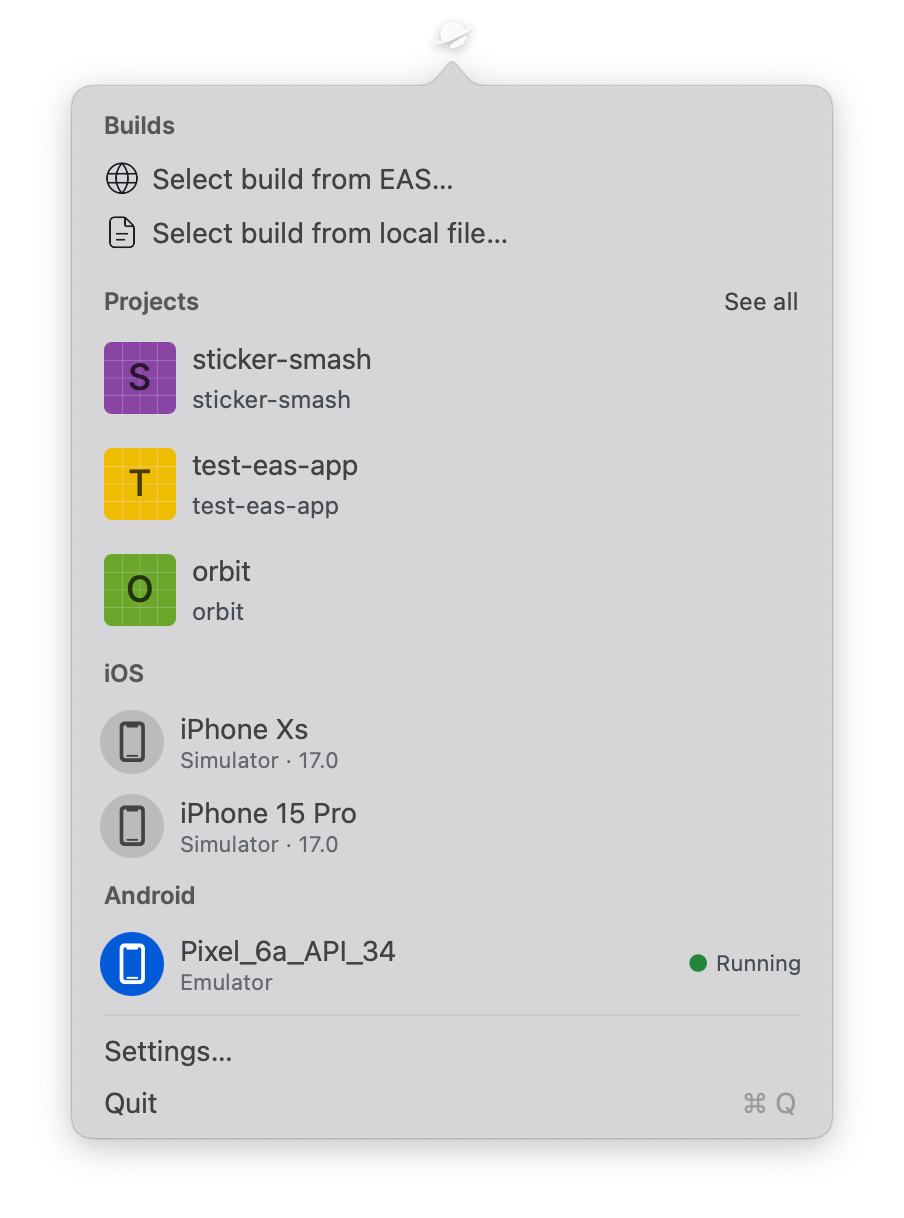 Builds
Select build from EAS...
Select build from local file...
Projects See all
S
sticker-smash
sticker-smash
T
test-eas-app
test-eas-app
O
orbit
orbit
iOS
iPhone Xs
Simulator · 17.0
iPhone 15 Pro
Simulator · 17.0
Android
Pixel_6a_API_34
Emulator
Running
Settings...
Quit ⌘ Q